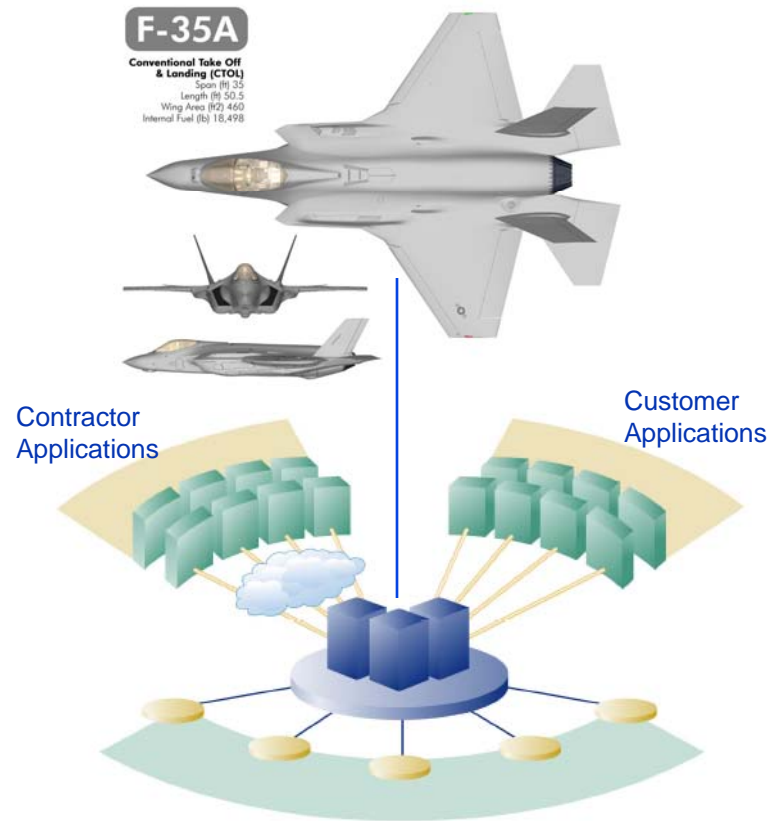 F-35A
Conventional Take Off
& Landing (CTOL)
Span (ft) 35
Length (ft) 50.5
Wing Area (ft2) 460
Internal Fuel (lb) 18,498
Contractor
Applications
Customer
Applications